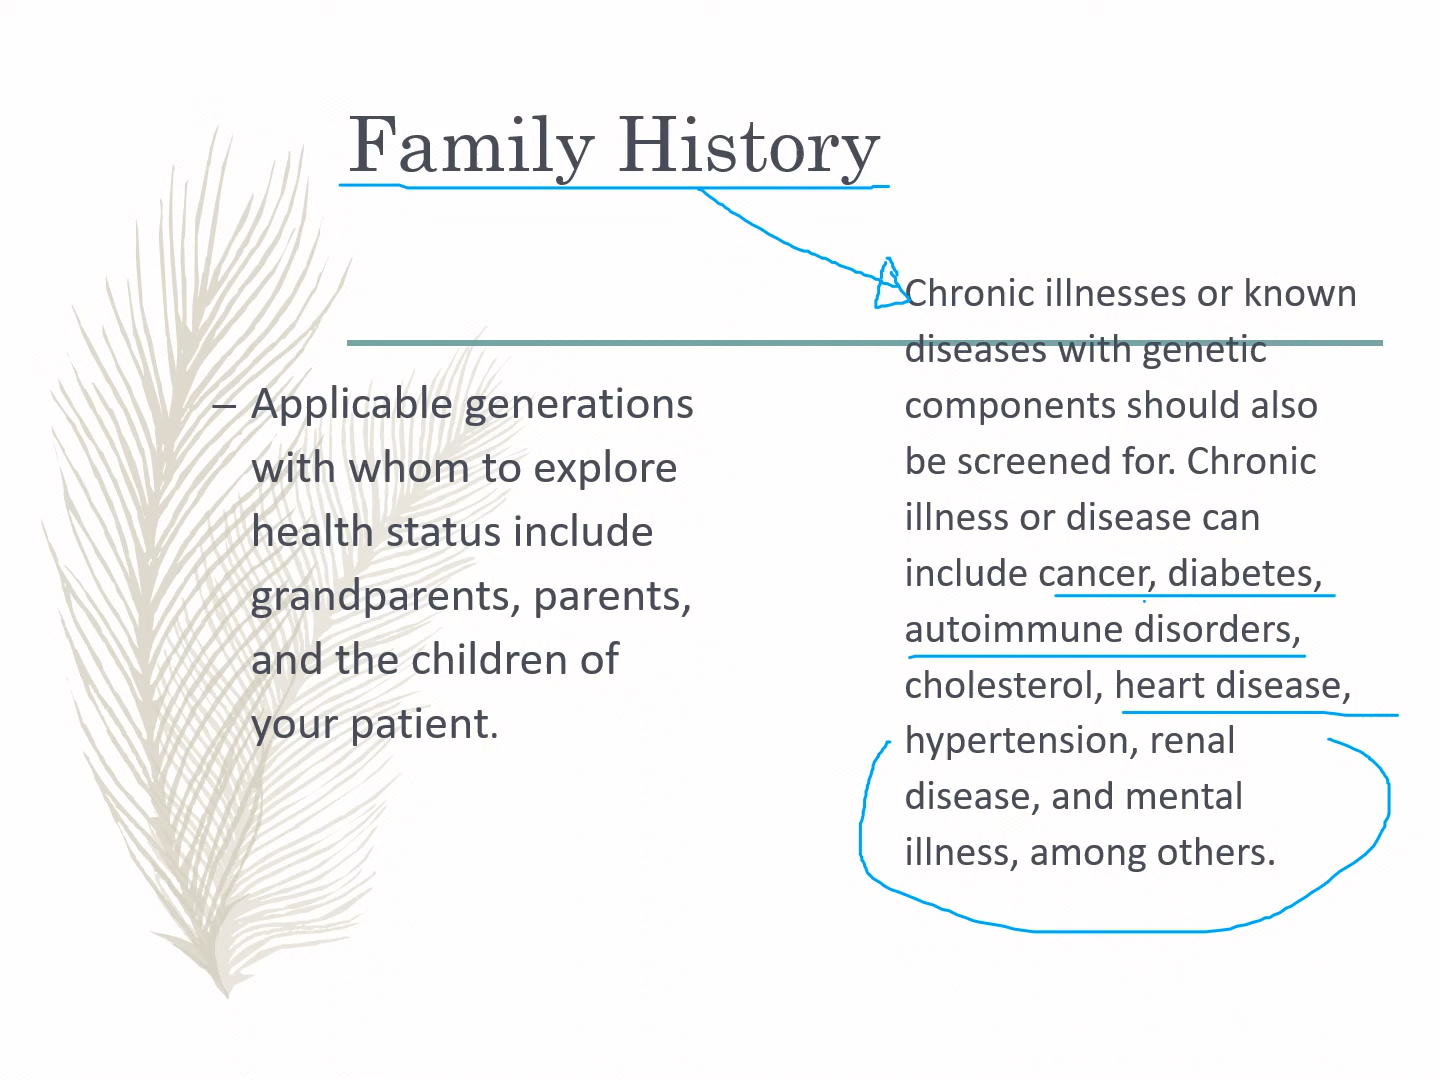 Family History
– Applicable generations
with whom to explore
health status include
grandparents, parents,
and the children of
your patient.
Chronic illnesses or known
diseases with genetic
components should also
be screened for. Chronic
illness or disease can
include cancer, diabetes,
autoimmune disorders,
cholesterol, heart disease,
hypertension, renal
disease, and mental
illness, among others.